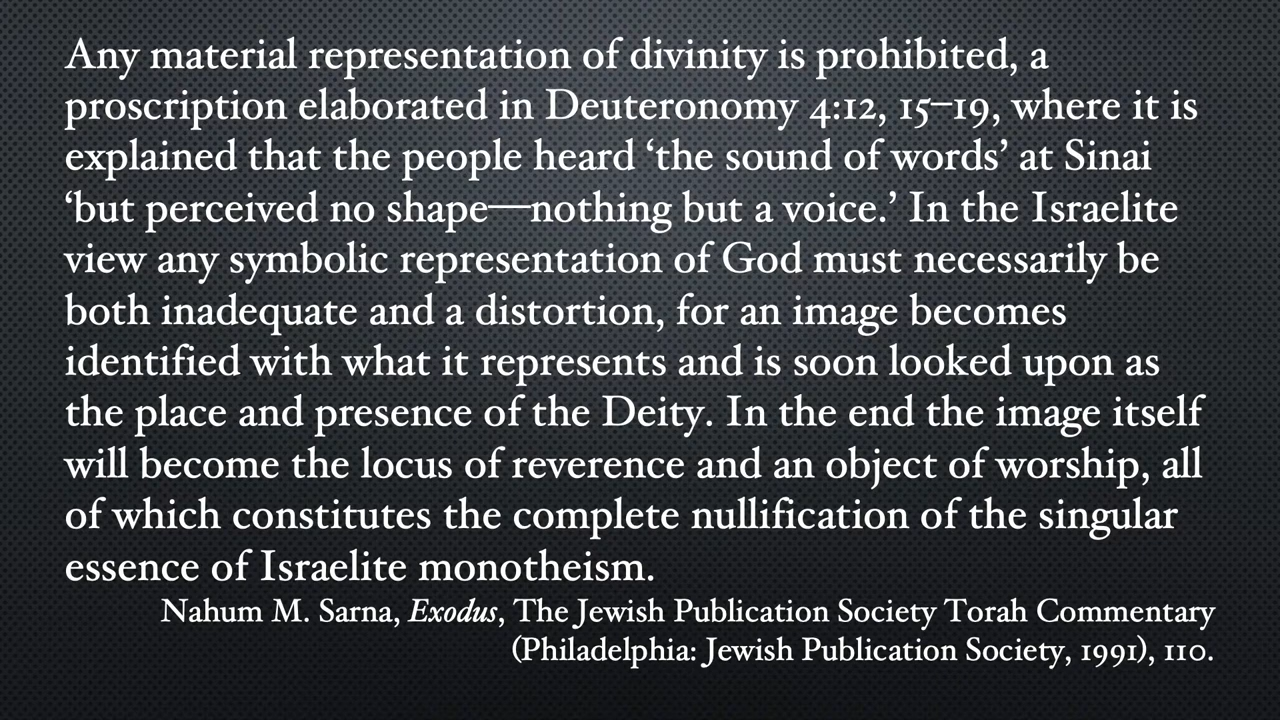 Any material representation of divinity is prohibited, a
proscription elaborated in Deuteronomy 4:12, 15–19, where it is
explained that the people heard ‘the sound of words’ at Sinai
‘but perceived no shape—nothing but a voice.’ In the Israelite
view any symbolic representation of God must necessarily be
both inadequate and a distortion, for an image becomes
identified with what it represents and is soon looked upon as
the place and presence of the Deity. In the end the image itself
will become the locus of reverence and an object of worship, all
of which constitutes the complete nullification of the singular
essence of Israelite monotheism.
Nahum M. Sarna, Exodus, The Jewish Publication Society Torah Commentary
(Philadelphia: Jewish Publication Society, 1991), 110.